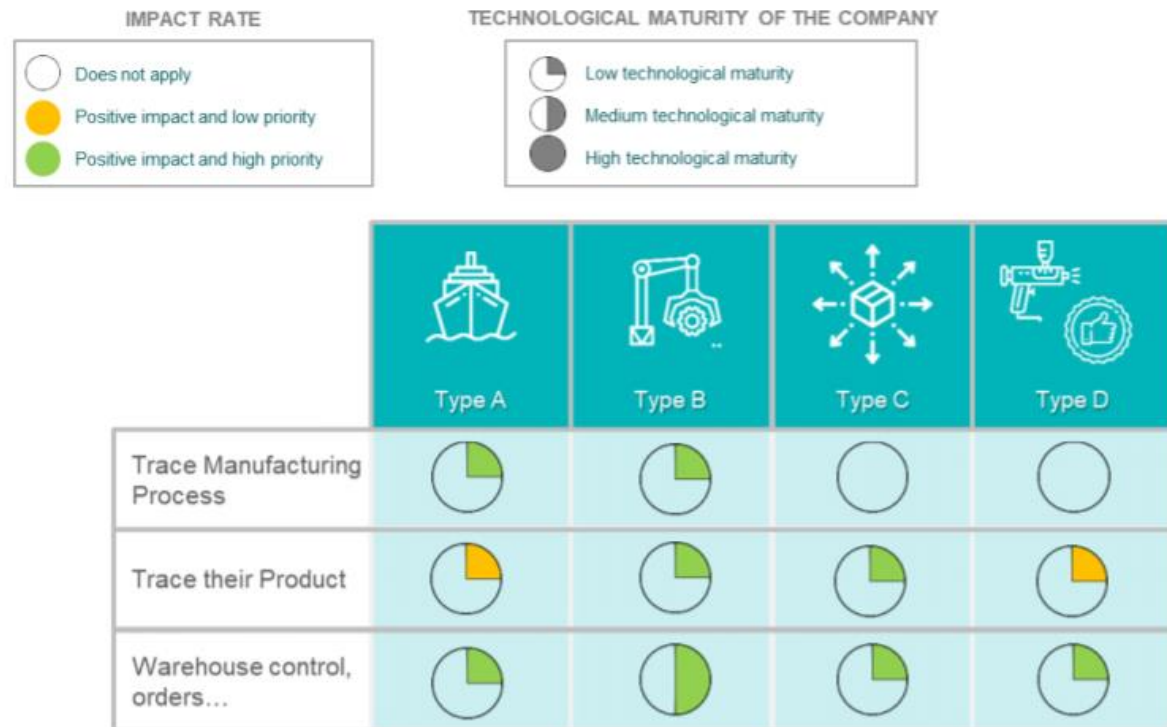 IMPACT RATE
TECHNOLOGICAL MATURITY OF THE COMPANY
Does not apply
Positive impact and low priority
Positive impact and high priority
Low technological maturity
Medium technological maturity
High technological maturity
Type A
Type B
Type C
Type D
Trace Manufacturing
Process
Trace their Product
Warehouse control,
orders...